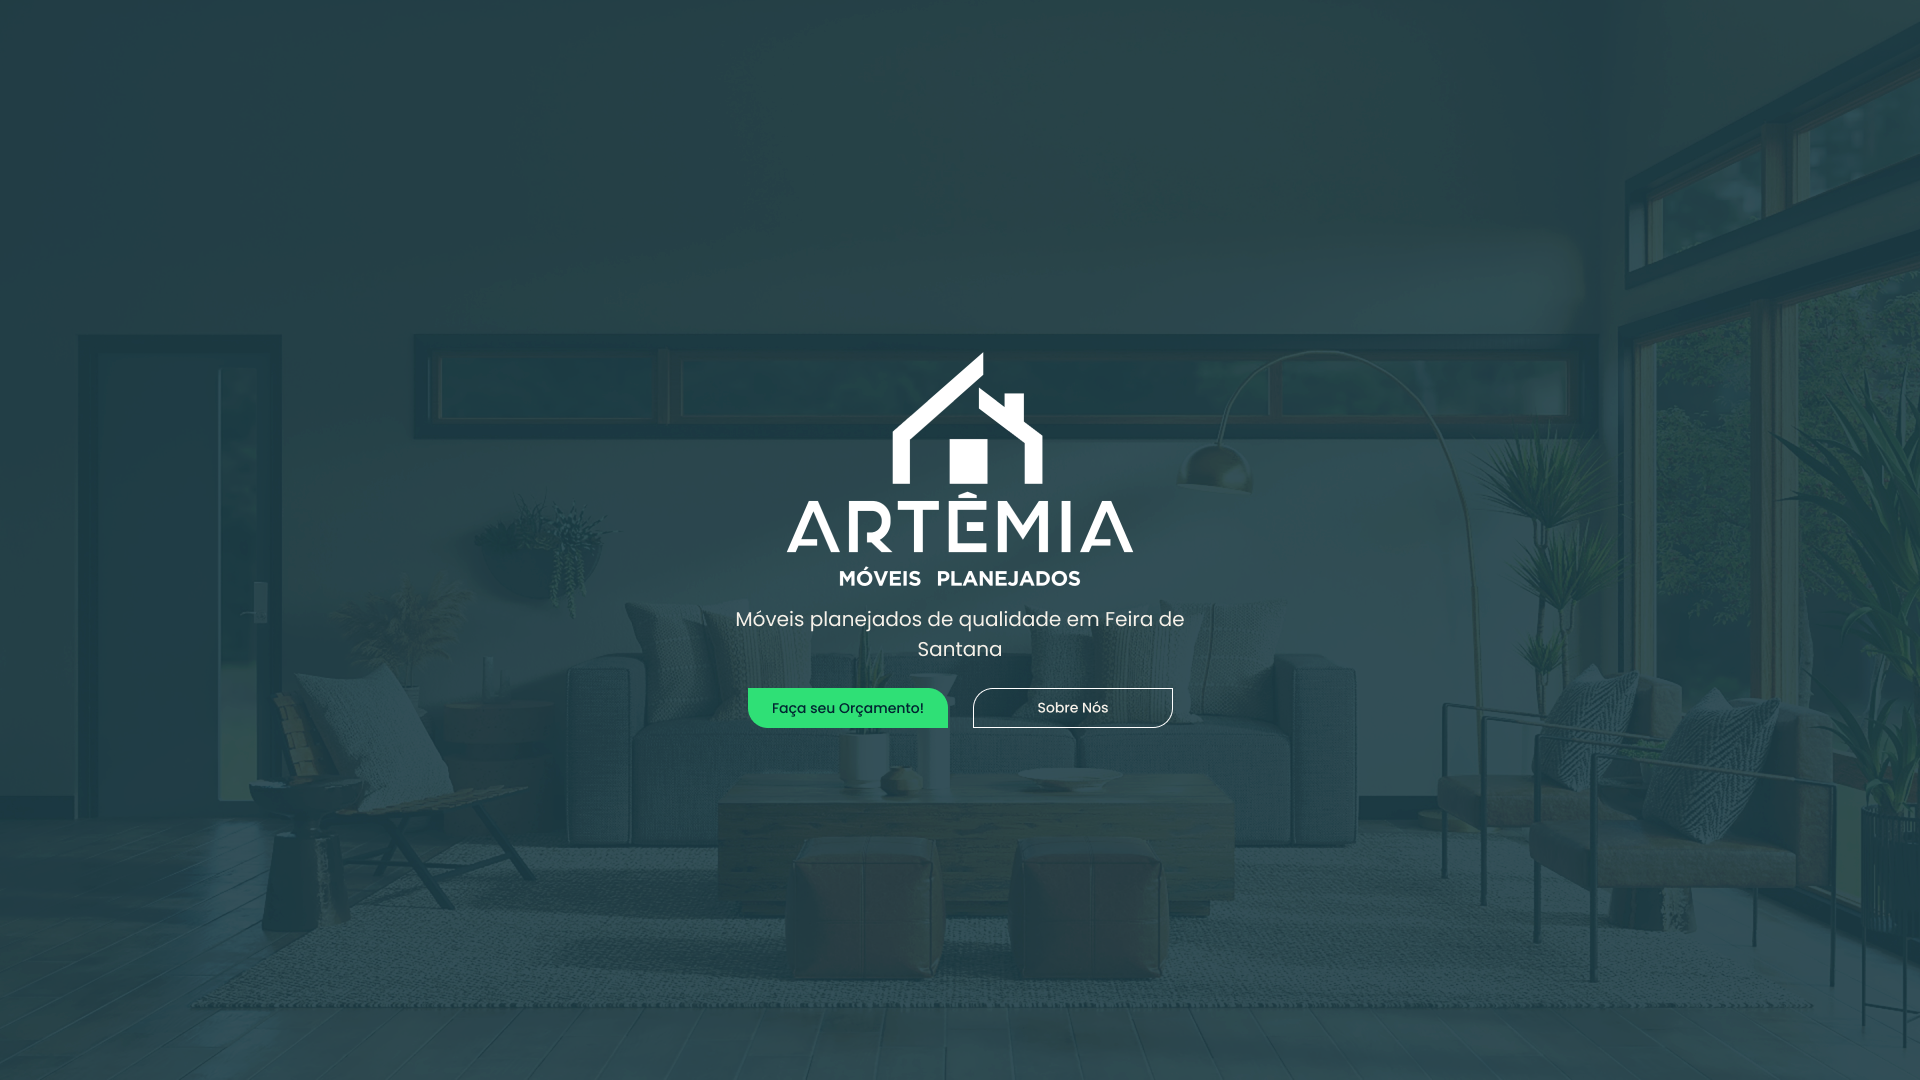 ARTÊMIA
MÓVEIS PLANEJADOS
Móveis planejados de qualidade em Feira de
Santana
Faça seu Orçamento!
Sobre Nós